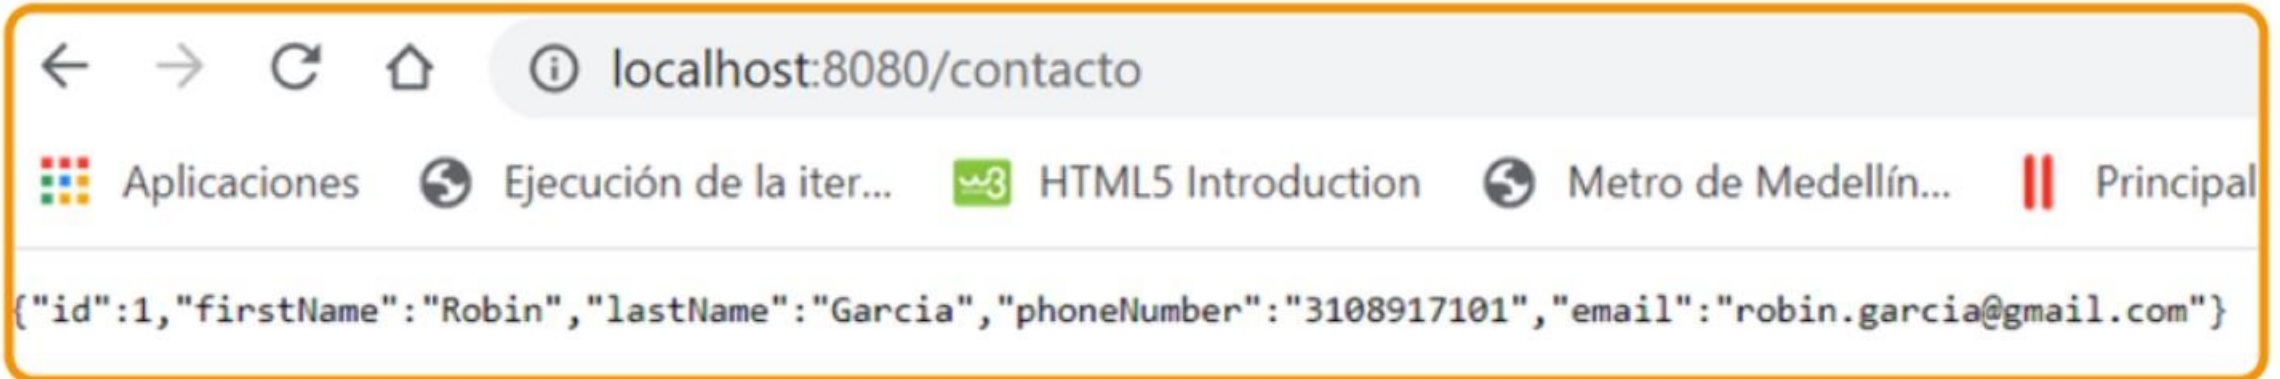 localhost:8080/contacto
Aplicaciones Ejecución de la iter... w3 HTML5 Introduction Metro de Medellín... Principal
{"id":1,"firstName":"Robin","lastName":"Garcia","phoneNumber":"3108917101","email":"robin.garcia@gmail.com"}